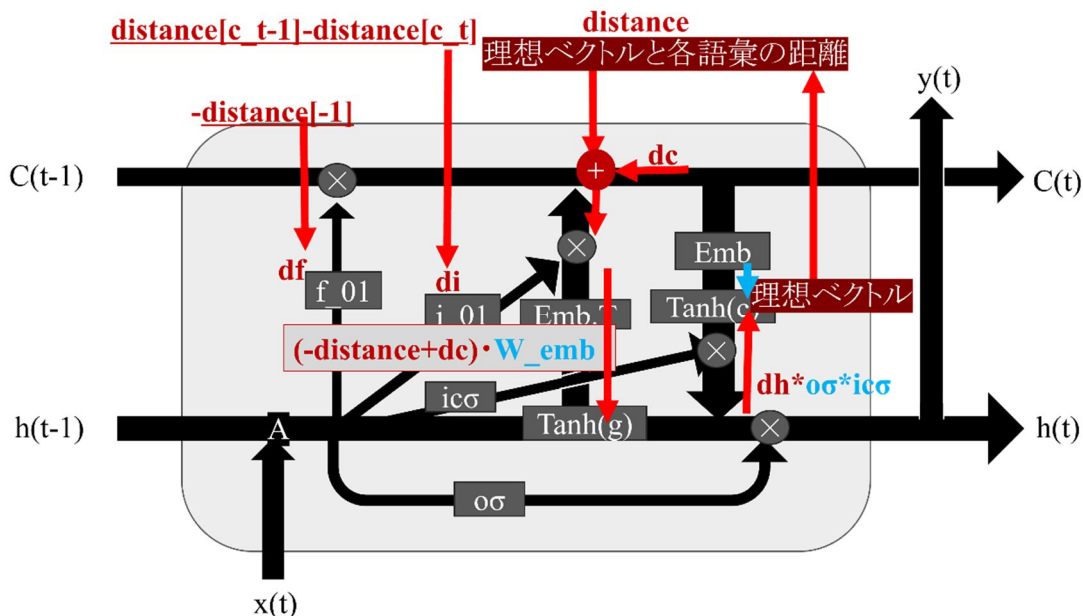 distance[c_t-1]-distance[c_t]
distance
理想ベクトルと各語彙の距離
y(t)
-distance[-1]
C(t-1)
×
+
dc
C(t)
×
Emb
df
di
f_01
i_01
Emb.T
Tanh(c)
理想ベクトル
(-distance+dc)・W_emb
×
icσ
dh*oσ*icσ
h(t-1)
A
Tanh(g)
×
h(t)
oσ
x(t)